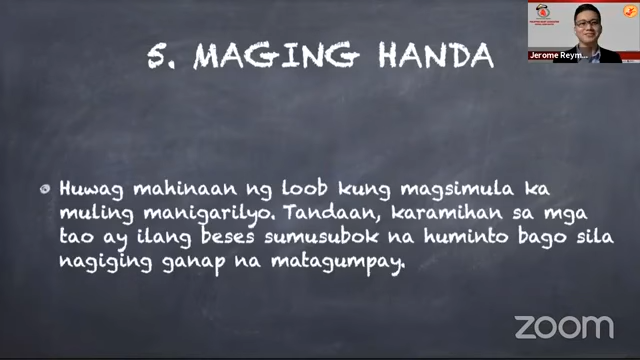 5. MAGING HANDA
Huwag mahinaan ng loob kung magsimula ka
muling manigarilyo. Tandaan, karamihan sa mga
tao ay ilang beses sumusubok na huminto bago sila
nagiging ganap na matagumpay.
Jerome Reym...
zoom